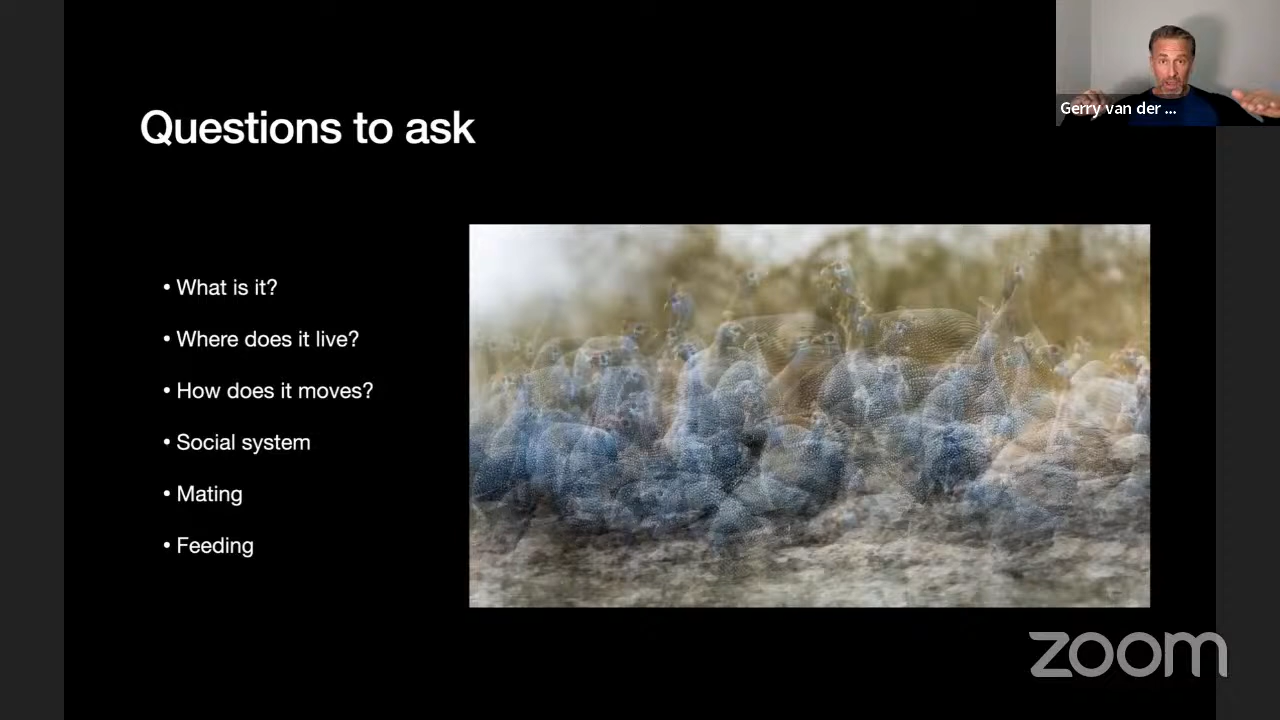 Gerry van der ...
Questions to ask
• What is it?
• Where does it live?
• How does it moves?
• Social system
• Mating
• Feeding
zoom